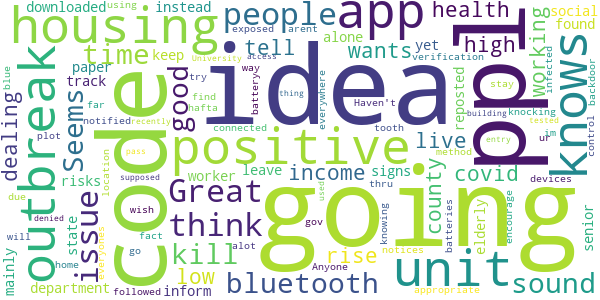 downloaded instead people app health social
housing tell alone wants yet high working found
time keep verification
paper try exposed parent using
track battery University access
outbreak Seems good idea ppl knows
dealing blue far notified recently
code positive everywhere reposted knocking
find hafta thing Haven't stay building
connected tooth batteries method
issue Great worker leave income live covid
risks location signs county entry tested
due plot think going elderly im ur
denied pass supposed thru devices
state fact kill rise unit senior
mainly will home everyones alot gov notices encourage
wish go low knowing
department followed inform bluetooth Anyone used appropriate sound
infected control backdoor